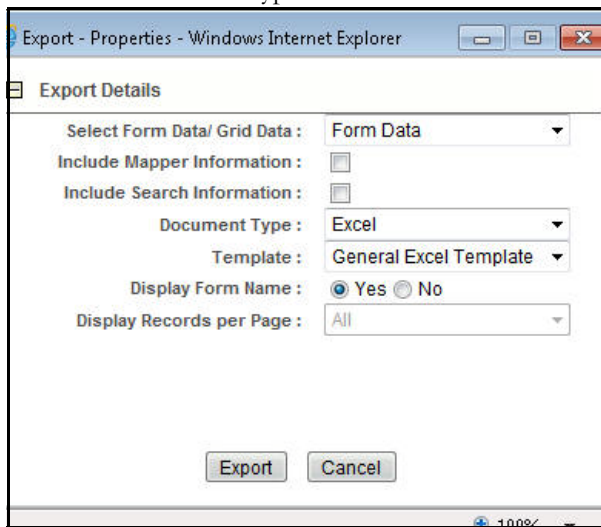 Export - Properties - Windows Internet Explorer
Export Details
Select Form Data/ Grid Data : Form Data
Include Mapper Information :
Include Search Information :
Document Type : Excel
Template : General Excel Template
Display Form Name : Yes No
Display Records per Page : All
Export Cancel
100%